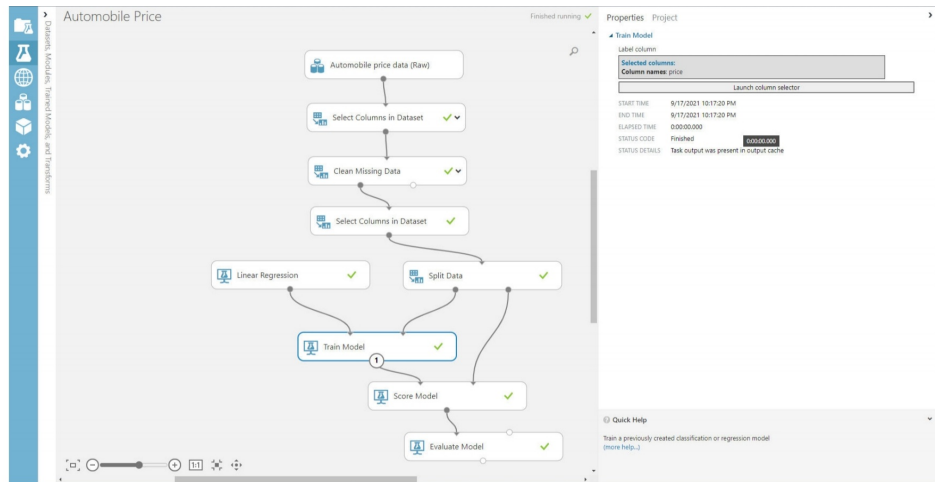 Automobile Price
Finished running
Datasets, Modules, Trained Models, and Transforms
Automobile price data (Raw)
Select Columns in Dataset
Clean Missing Data
Select Columns in Dataset
Linear Regression
Split Data
Train Model
1
Score Model
Evaluate Model
1:1
Properties Project
Train Model
Label column
Selected columns:
Column names: price
Launch column selector
START TIME 9/17/2021 10:17:20 PM
END TIME 9/17/2021 10:17:20 PM
ELAPSED TIME 0:00:00.000
STATUS CODE Finished
0:00:00.000
STATUS DETAILS Task output was present in output cache
Quick Help
Train a previously created classification or regression model
(more help...)